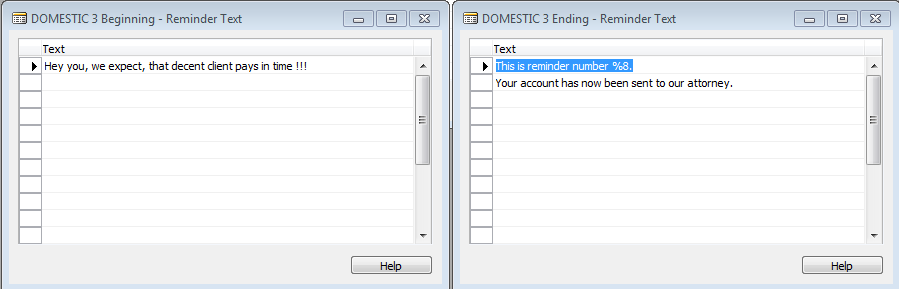 DOMESTIC 3 Beginning - Reminder Text
Text
Hey you, we expect, that decent client pays in time !!!
Help
DOMESTIC 3 Ending - Reminder Text
Text
This is reminder number %8.
Your account has now been sent to our attorney.
Help